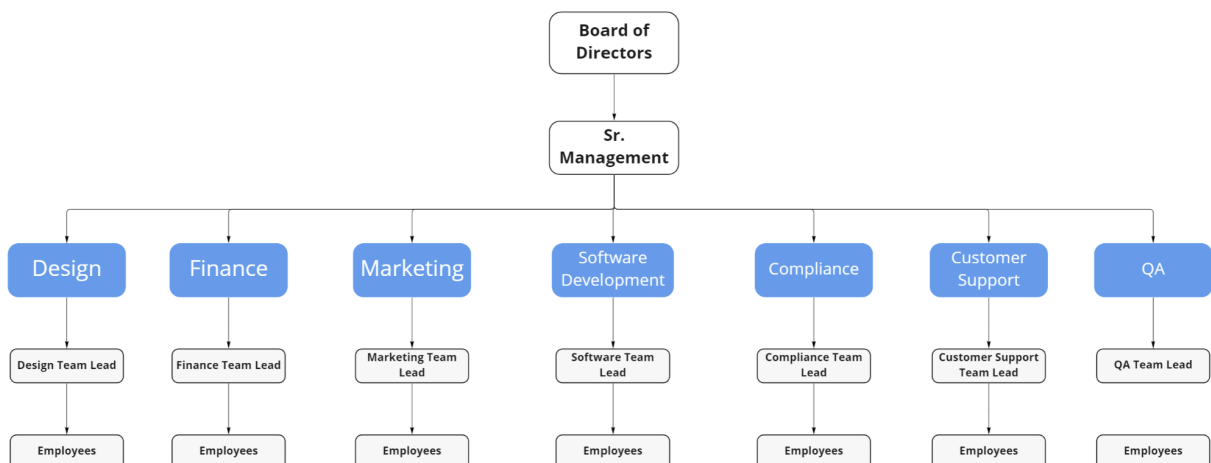 Board of
Directors
Sr.
Management
Design
Finance
Marketing
Software
Development
Compliance
Customer
Support
QA
Design Team Lead
Finance Team Lead
Marketing Team
Lead
Software Team
Lead
Compliance Team
Lead
Customer Support
Team Lead
QA Team Lead
Employees
Employees
Employees
Employees
Employees
Employees
Employees